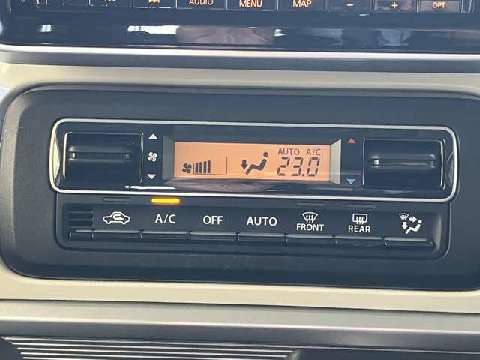 AUDIO MENU MAP - + OPT
AUTO A/C
23.0
A/C OFF AUTO FRONT REAR